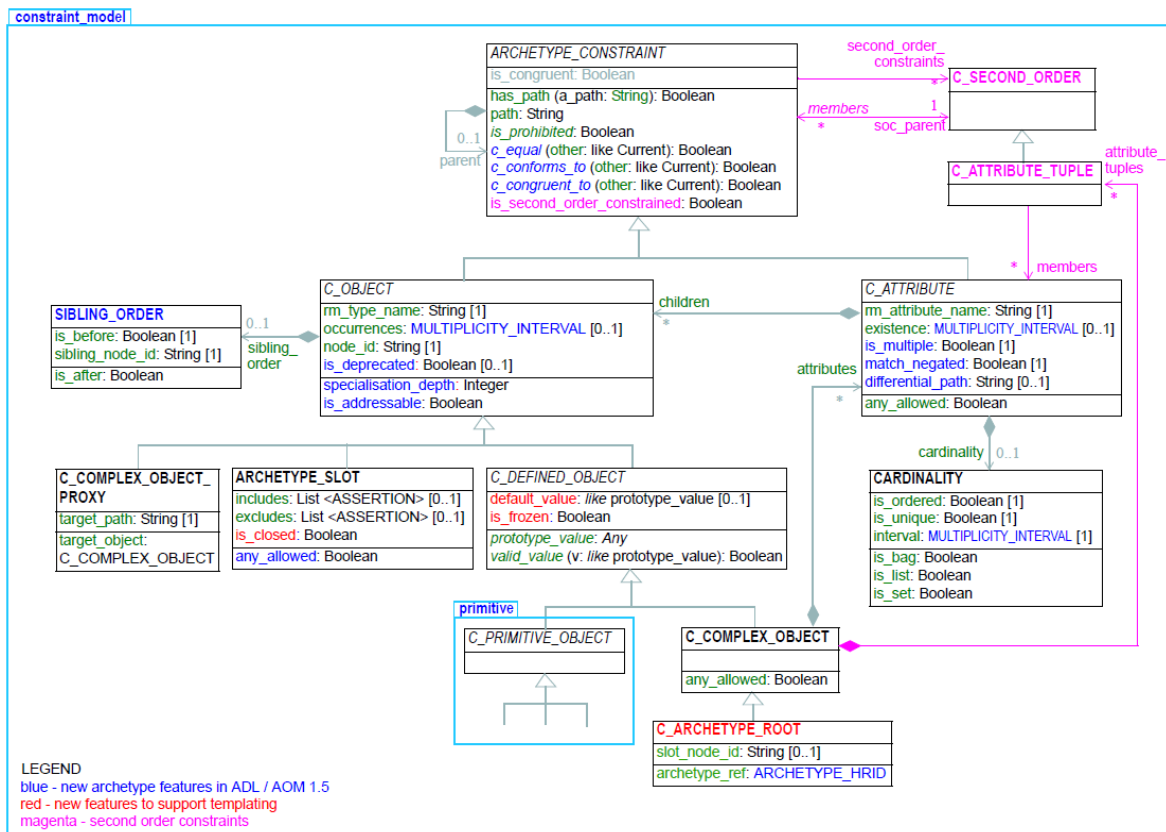 constraint_model
ARCHETYPE_CONSTRAINT
is_congruent: Boolean
has_path (a_path: String): Boolean
path: String
is_prohibited: Boolean
c_equal (other: like Current): Boolean
c_conforms_to (other: like Current): Boolean
c_congruent_to (other: like Current): Boolean
is_second_order_constrained: Boolean
0..1
parent
second_order_
constraints
*
members
*
1
soc_parent
C_SECOND_ORDER
C_ATTRIBUTE_TUPLE
attribute_
tuples
*
*
members
SIBLING_ORDER
is_before: Boolean [1]
sibling_node_id: String [1]
is_after: Boolean
0..1
sibling_
order
C_OBJECT
rm_type_name: String [1]
occurrences: MULTIPLICITY_INTERVAL [0..1]
node_id: String [1]
is_deprecated: Boolean [0..1]
specialisation_depth: Integer
is_addressable: Boolean
children
*
C_ATTRIBUTE
rm_attribute_name: String [1]
existence: MULTIPLICITY_INTERVAL [0..1]
is_multiple: Boolean [1]
match_negated: Boolean [1]
differential_path: String [0..1]
any_allowed: Boolean
attributes
*
cardinality
0..1
C_COMPLEX_OBJECT_
PROXY
target_path: String [1]
target_object:
C_COMPLEX_OBJECT
ARCHETYPE_SLOT
includes: List <ASSERTION> [0..1]
excludes: List <ASSERTION> [0..1]
is_closed: Boolean
any_allowed: Boolean
C_DEFINED_OBJECT
default_value: like prototype_value [0..1]
is_frozen: Boolean
prototype_value: Any
valid_value (v: like prototype_value): Boolean
CARDINALITY
is_ordered: Boolean [1]
is_unique: Boolean [1]
interval: MULTIPLICITY_INTERVAL [1]
is_bag: Boolean
is_list: Boolean
is_set: Boolean
primitive
C_PRIMITIVE_OBJECT
C_COMPLEX_OBJECT
any_allowed: Boolean
C_ARCHETYPE_ROOT
slot_node_id: String [0..1]
archetype_ref: ARCHETYPE_HRID
LEGEND
blue - new archetype features in ADL / AOM 1.5
red - new features to support templating
magenta - second order constraints